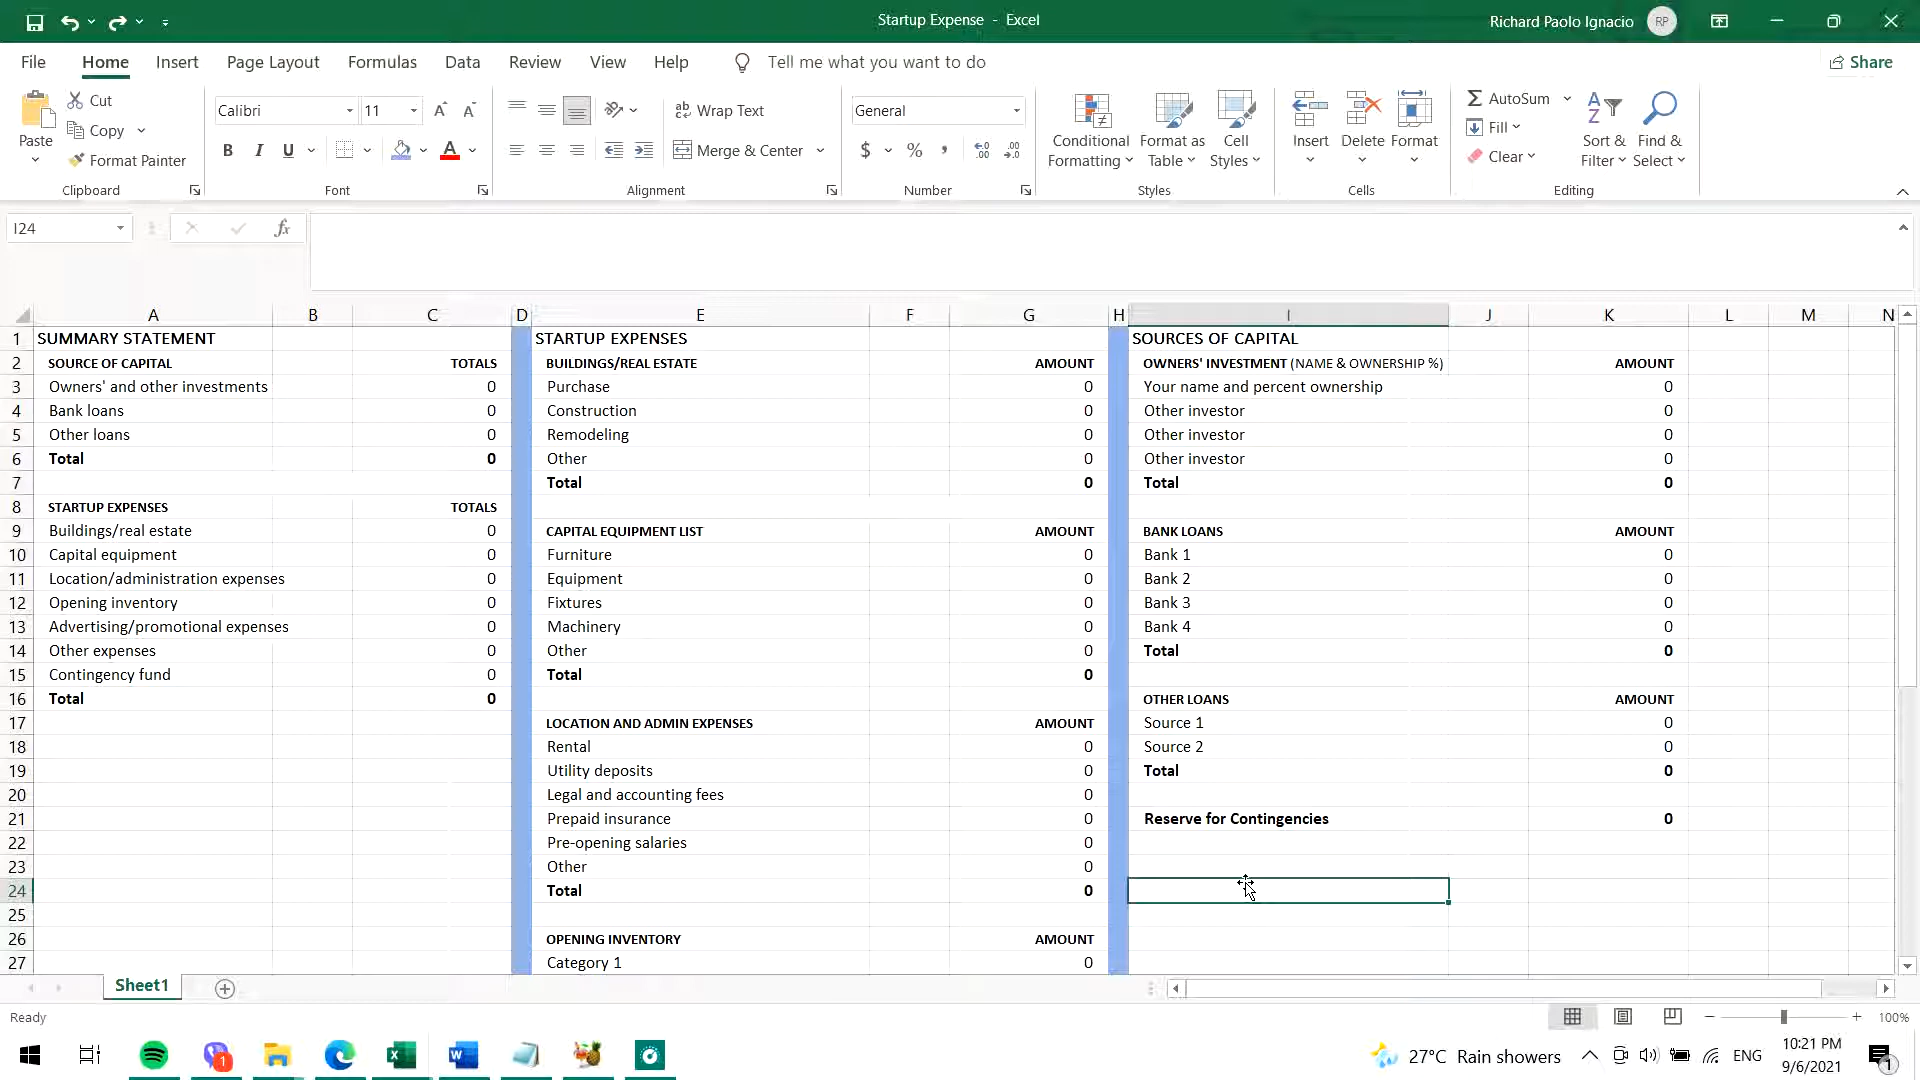 Startup Expense - Excel
Richard Paolo Ignacio RP
File Home Insert Page Layout Formulas Data Review View Help Tell me what you want to do Share
Paste
Cut
Copy
Format Painter
Clipboard
Calibri 11
B I U
Font
ab Wrap Text
Merge & Center
Alignment
General
$ % ,
Number
Conditional Formatting
Format as Table
Cell Styles
Styles
Insert Delete Format
Cells
AutoSum
Fill
Clear
Sort & Filter
Find & Select
Editing
I24 fx
A B C D E F G H I J K L M N
1 SUMMARY STATEMENT STARTUP EXPENSES SOURCES OF CAPITAL
2 SOURCE OF CAPITAL TOTALS BUILDINGS/REAL ESTATE AMOUNT OWNERS' INVESTMENT (NAME & OWNERSHIP %) AMOUNT
3 Owners' and other investments 0 Purchase 0 Your name and percent ownership 0
4 Bank loans 0 Construction 0 Other investor 0
5 Other loans 0 Remodeling 0 Other investor 0
6 Total 0 Other 0 Other investor 0
7 Total 0 Total 0
8 STARTUP EXPENSES TOTALS
9 Buildings/real estate 0 CAPITAL EQUIPMENT LIST AMOUNT BANK LOANS AMOUNT
10 Capital equipment 0 Furniture 0 Bank 1 0
11 Location/administration expenses 0 Equipment 0 Bank 2 0
12 Opening inventory 0 Fixtures 0 Bank 3 0
13 Advertising/promotional expenses 0 Machinery 0 Bank 4 0
14 Other expenses 0 Other 0 Total 0
15 Contingency fund 0 Total 0
16 Total 0 OTHER LOANS AMOUNT
17 LOCATION AND ADMIN EXPENSES AMOUNT Source 1 0
18 Rental 0 Source 2 0
19 Utility deposits 0 Total 0
20 Legal and accounting fees 0
21 Prepaid insurance 0 Reserve for Contingencies 0
22 Pre-opening salaries 0
23 Other 0
24 Total 0
25
26 OPENING INVENTORY AMOUNT
27 Category 1 0
Sheet1
Ready 100%
1
27°C Rain showers ENG
10:21 PM
9/6/2021
1